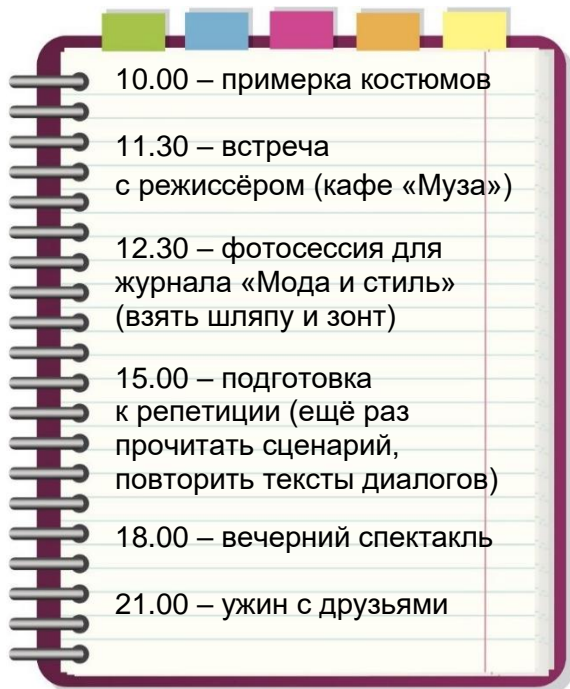 10.00 – примерка костюмов
11.30 – встреча
с режиссёром (кафе «Муза»)
12.30 – фотосессия для
журнала «Мода и стиль»
(взять шляпу и зонт)
15.00 – подготовка
к репетиции (ещё раз
прочитать сценарий,
повторить тексты диалогов)
18.00 – вечерний спектакль
21.00 – ужин с друзьями